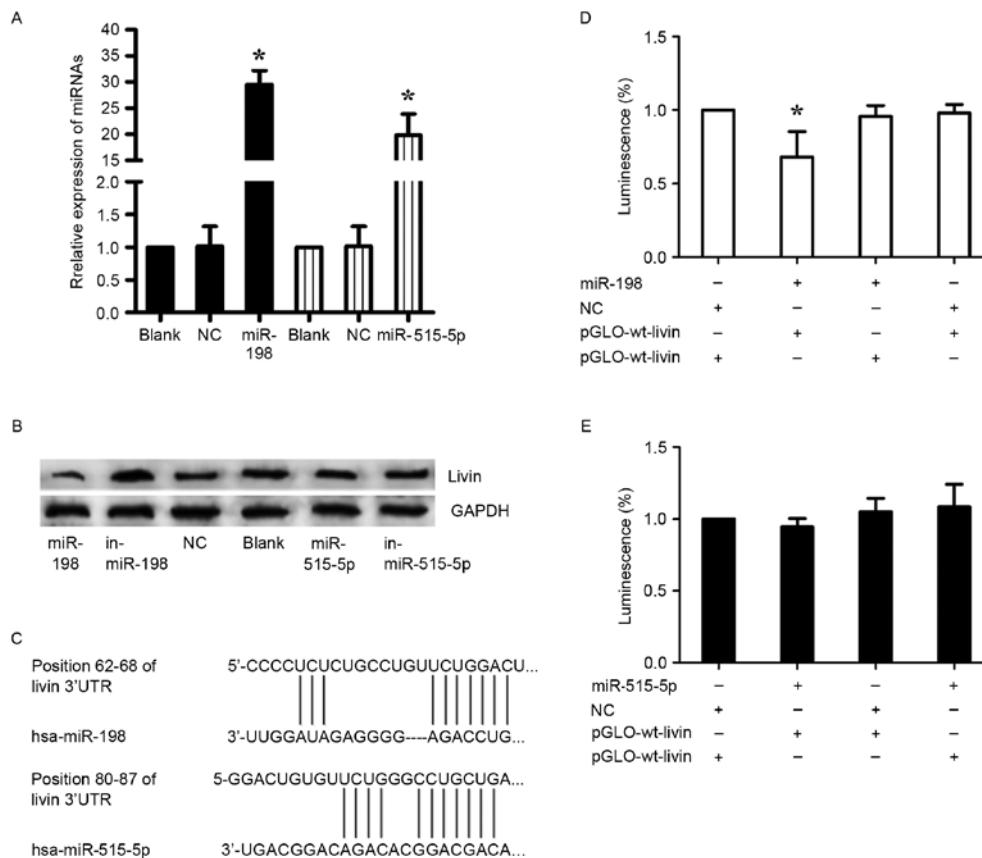 A
Rrelative expression of miRNAs
40
35
30
25
20
15
2.0
1.5
1.0
0.5
0.0
*
*
Blank NC miR-198 Blank NC miR-515-5p
B
Livin
GAPDH
miR-198 in-miR-198 NC Blank miR-515-5p in-miR-515-5p
C
Position 62-68 of livin 3'UTR 5'-CCCCUCUCUGCCUGUUCUGGACU...
hsa-miR-198 3'-UUGGAUAGAGGGG----AGACCUG...
Position 80-87 of livin 3'UTR 5-GGACUGUGUUCUGGGCCUGCUGA...
hsa-miR-515-5p 3'-UGACGGACAGACACGGACGACA...
D
Luminescence (%)
1.5
1.0
0.5
0.0
*
miR-198 – + + –
NC + – – +
pGLO-wt-livin – + – +
pGLO-wt-livin + – + –
E
Luminescence (%)
1.5
1.0
0.5
0.0
miR-515-5p – + – +
NC + – + –
pGLO-wt-livin – + + –
pGLO-wt-livin + – – +